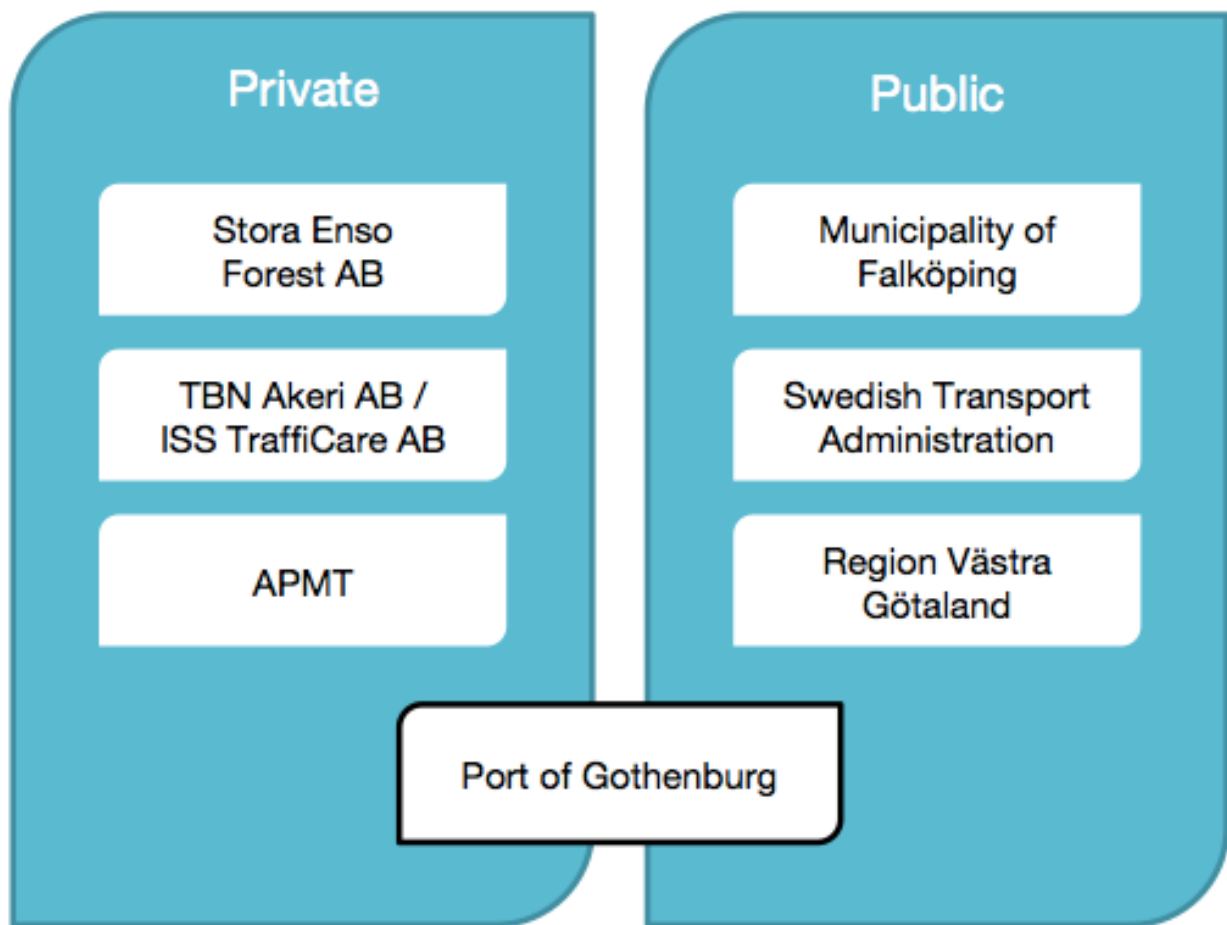 Private
Stora Enso
Forest AB
TBN Akeri AB /
ISS TraffiCare AB
APMT
Public
Municipality of
Falköping
Swedish Transport
Administration
Region Västra
Götaland
Port of Gothenburg